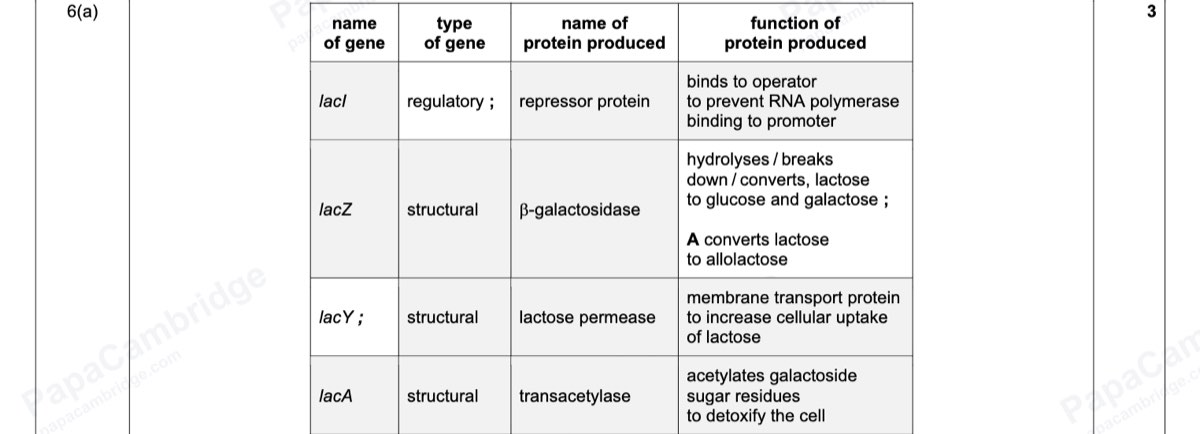 6(a)
3
name of gene
type of gene
name of protein produced
function of protein produced
lacI
regulatory ;
repressor protein
binds to operator
to prevent RNA polymerase
binding to promoter
lacZ
structural
β-galactosidase
hydrolyses / breaks
down / converts, lactose
to glucose and galactose ;
A converts lactose
to allolactose
lacY ;
structural
lactose permease
membrane transport protein
to increase cellular uptake
of lactose
lacA
structural
transacetylase
acetylates galactoside
sugar residues
to detoxify the cell
PapaCambridge
papacambridge.com